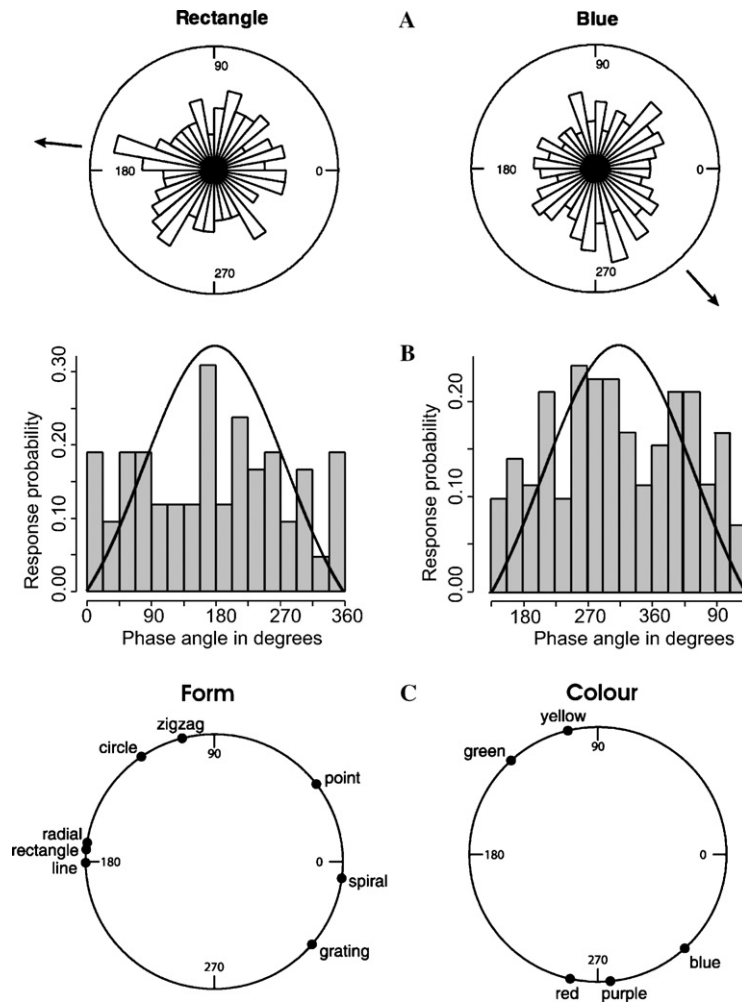 Rectangle A Blue
90 90
180 0 180 0
270 270
B
0.30 0.20 0.10 0.00
Response probability
0 90 180 270 360
Phase angle in degrees
0.20 0.10 0.00
Response probability
180 270 360 90
Phase angle in degrees
Form C Colour
zigzag
90
circle
point
radial
rectangle
line
180 0
spiral
grating
270
yellow
90
green
180 0
blue
270
red purple